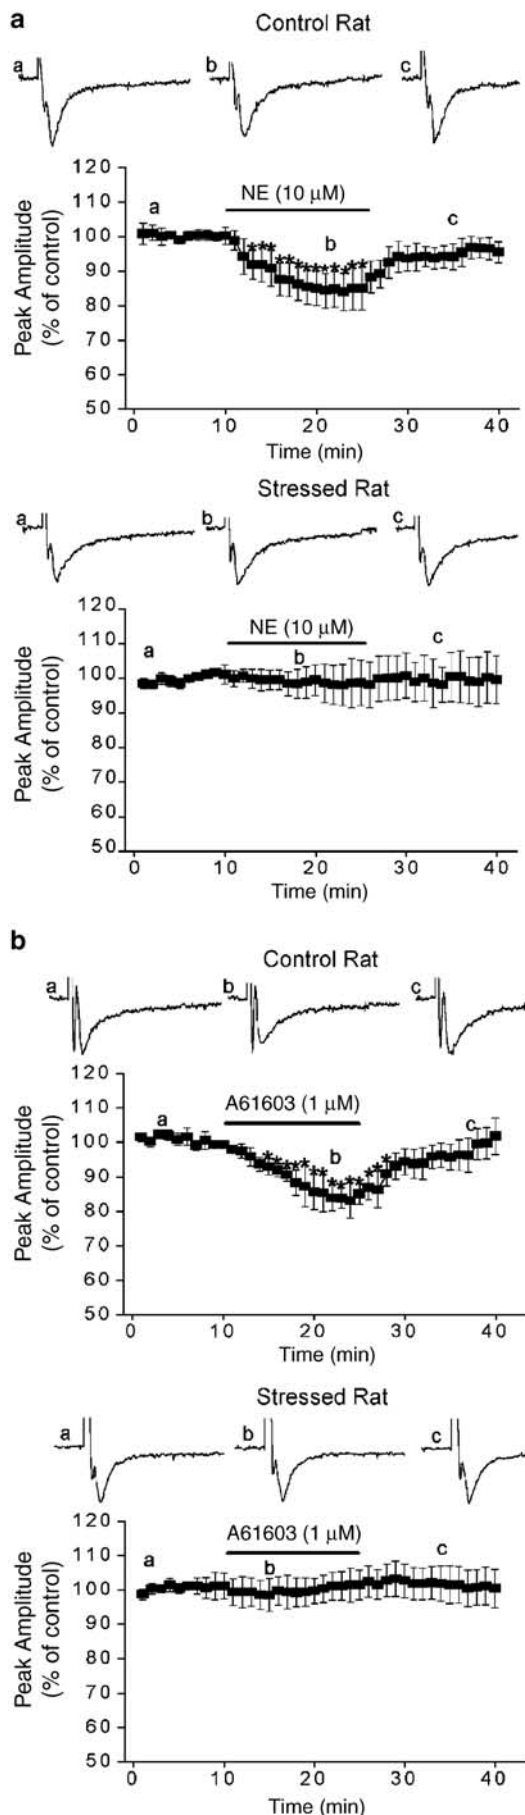 a
Control Rat
a b c
120
110
100
90
80
70
60
50
Peak Amplitude
(% of control)
NE (10 µM)
a b c
*** ** ****** ***
0 10 20 30 40
Time (min)
Stressed Rat
a b c
120
110
100
90
80
70
60
50
Peak Amplitude
(% of control)
NE (10 µM)
a b c
0 10 20 30 40
Time (min)
b
Control Rat
a b c
120
110
100
90
80
70
60
50
Peak Amplitude
(% of control)
A61603 (1 µM)
a b c
0 10 20 30 40
Time (min)
Stressed Rat
a b c
120
110
100
90
80
70
60
50
Peak Amplitude
(% of control)
A61603 (1 µM)
a b c
0 10 20 30 40
Time (min)